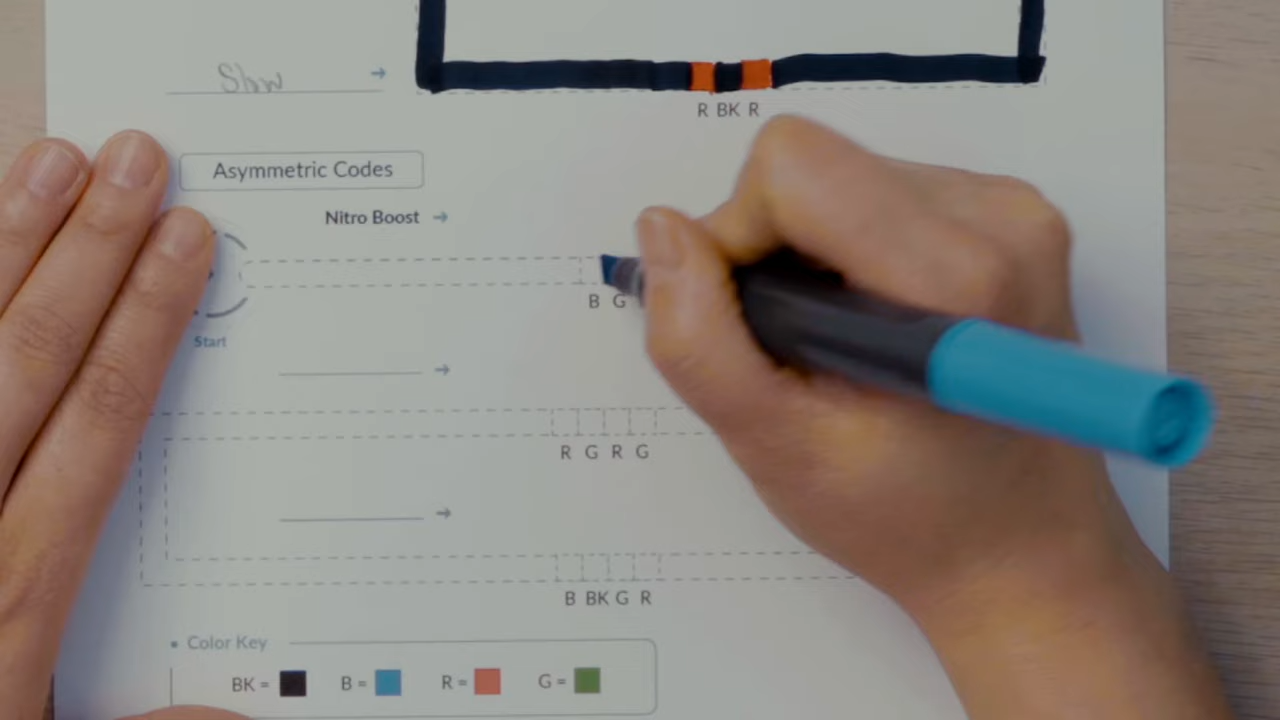 Slow
R BK R
Asymmetric Codes
Nitro Boost
B G
Start
R G R G
B BK G R
Color Key
BK = B = R = G =